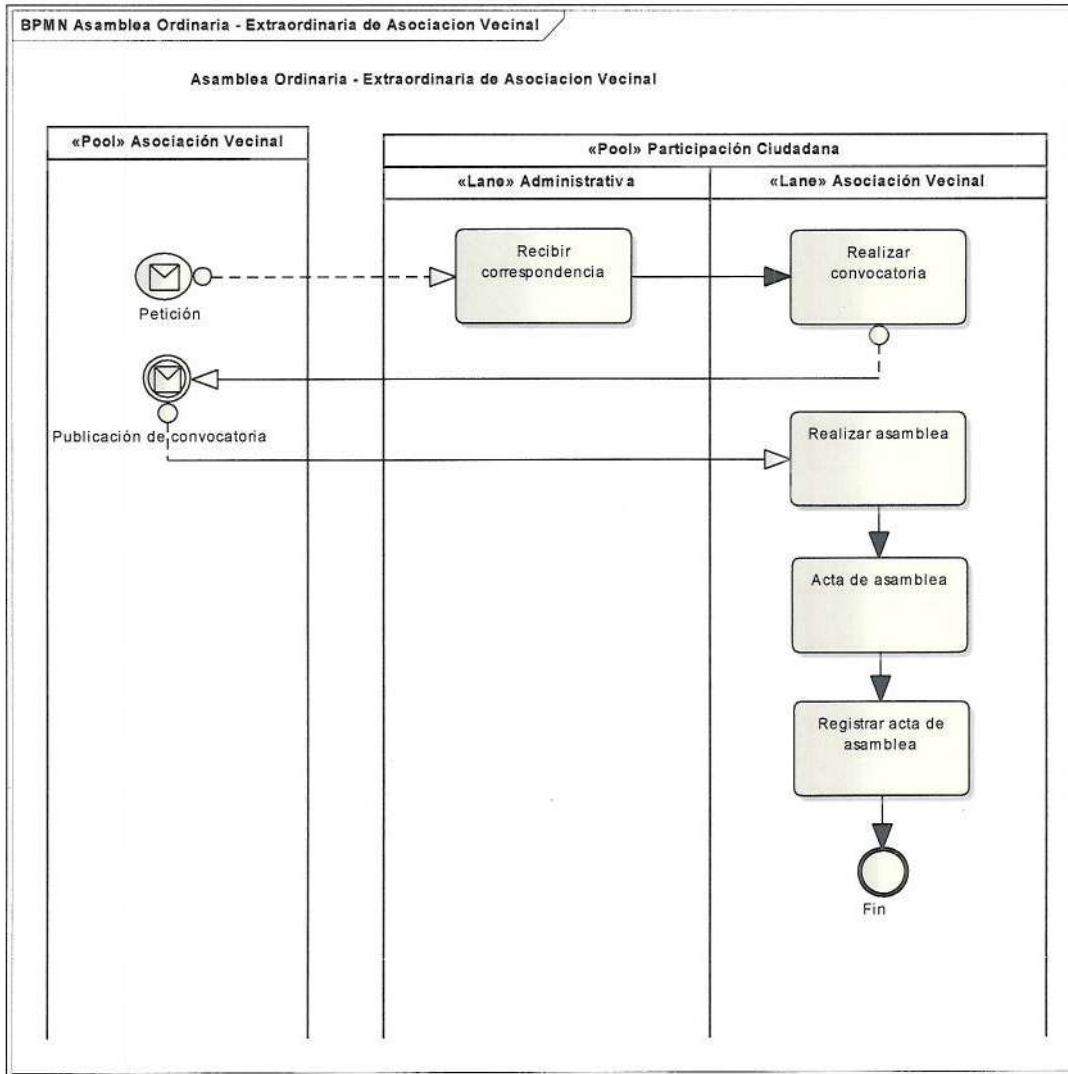 BPMN Asamblea Ordinaria - Extraordinaria de Asociacion Vecinal
Asamblea Ordinaria - Extraordinaria de Asociacion Vecinal
«Pool» Asociación Vecinal
«Pool» Participación Ciudadana
«Lane» Administrativa
«Lane» Asociación Vecinal
Recibir
correspondencia
Realizar
convocatoria
Petición
Publicación de convocatoria
Realizar asamblea
Acta de asamblea
Registrar acta de
asamblea
Fin